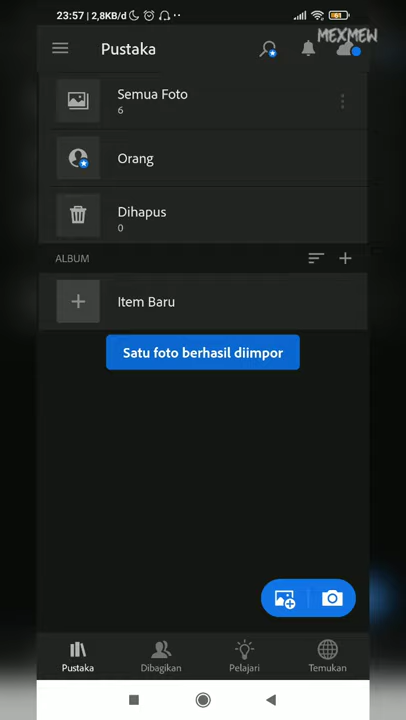 23:57 | 2,8KB/d
61
MEXMEW
Pustaka
Semua Foto
6
Orang
Dihapus
0
ALBUM
Item Baru
Satu foto berhasil diimpor
Pustaka
Dibagikan
Pelajari
Temukan